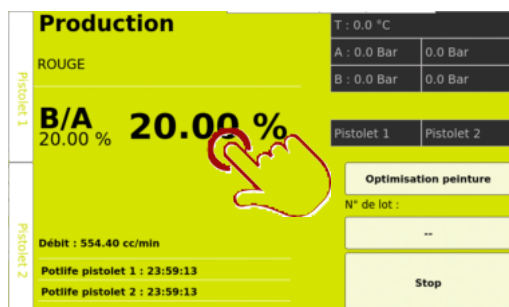 Production
ROUGE
Pistolet 1
B/A
20.00 %
20.00 %
Pistolet 2
Débit : 554.40 cc/min
Potlife pistolet 1 : 23:59:13
Potlife pistolet 2 : 23:59:13
T : 0.0 °C
A : 0.0 Bar 0.0 Bar
B : 0.0 Bar 0.0 Bar
Pistolet 1 Pistolet 2
Optimisation peinture
N° de lot :
--
Stop